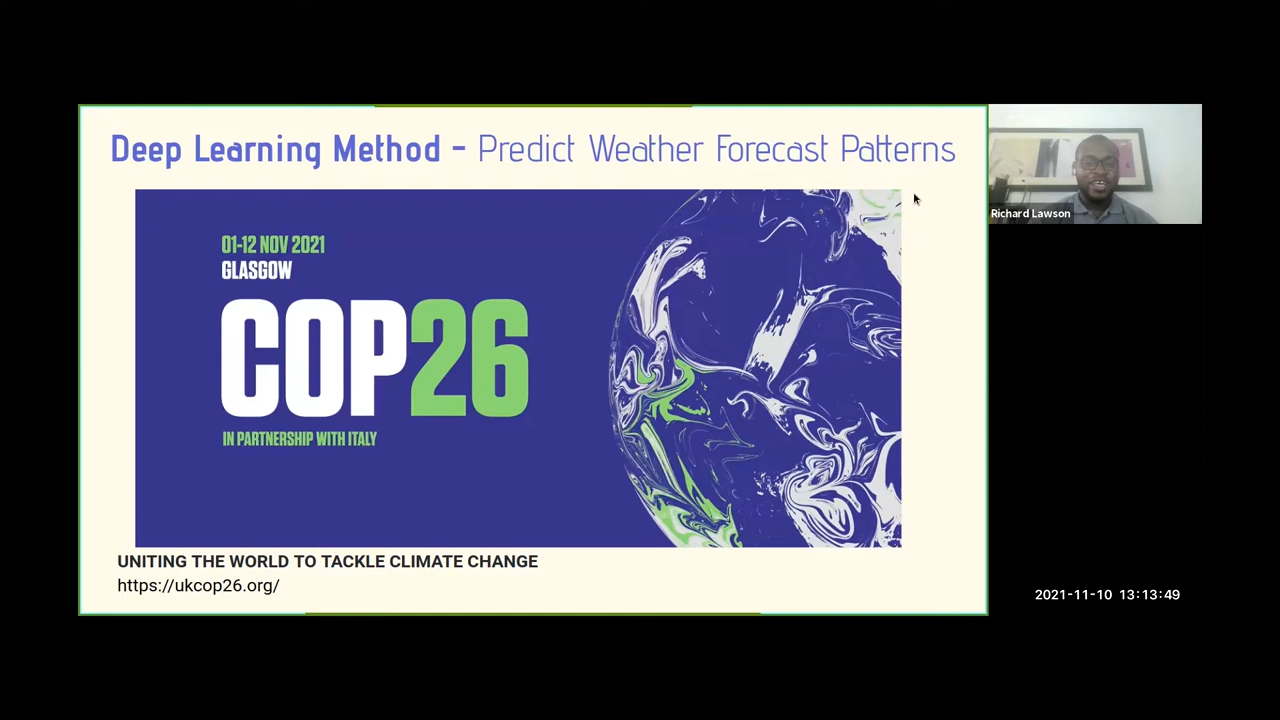 Deep Learning Method - Predict Weather Forecast Patterns
01-12 NOV 2021
GLASGOW
COP26
IN PARTNERSHIP WITH ITALY
UNITING THE WORLD TO TACKLE CLIMATE CHANGE
https://ukcop26.org/
Richard Lawson
2021-11-10 13:13:49